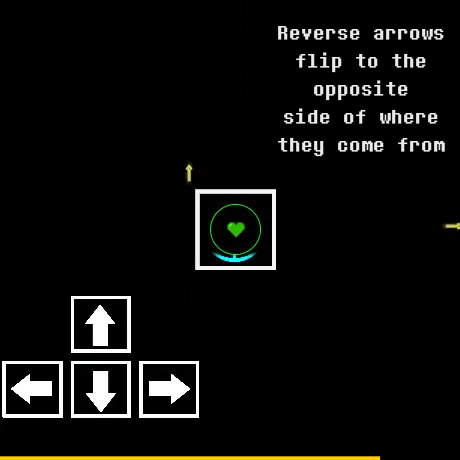 Reverse arrows
flip to the
opposite
side of where
they come from